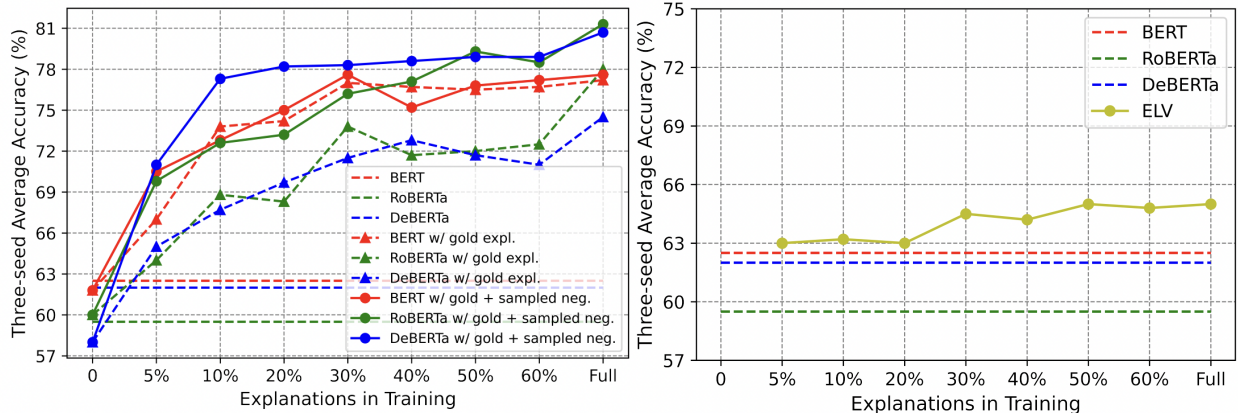 Three-seed Average Accuracy (%)
81
78
75
72
69
66
63
60
57
BERT
RoBERTa
DeBERTa
BERT w/ gold expl.
RoBERTa w/ gold expl.
DeBERTa w/ gold expl.
BERT w/ gold + sampled neg.
RoBERTa w/ gold + sampled neg.
DeBERTa w/ gold + sampled neg.
0 5% 10% 20% 30% 40% 50% 60% Full
Explanations in Training
Three-seed Average Accuracy (%)
75
72
69
66
63
60
57
BERT
RoBERTa
DeBERTa
ELV
0 5% 10% 20% 30% 40% 50% 60% Full
Explanations in Training